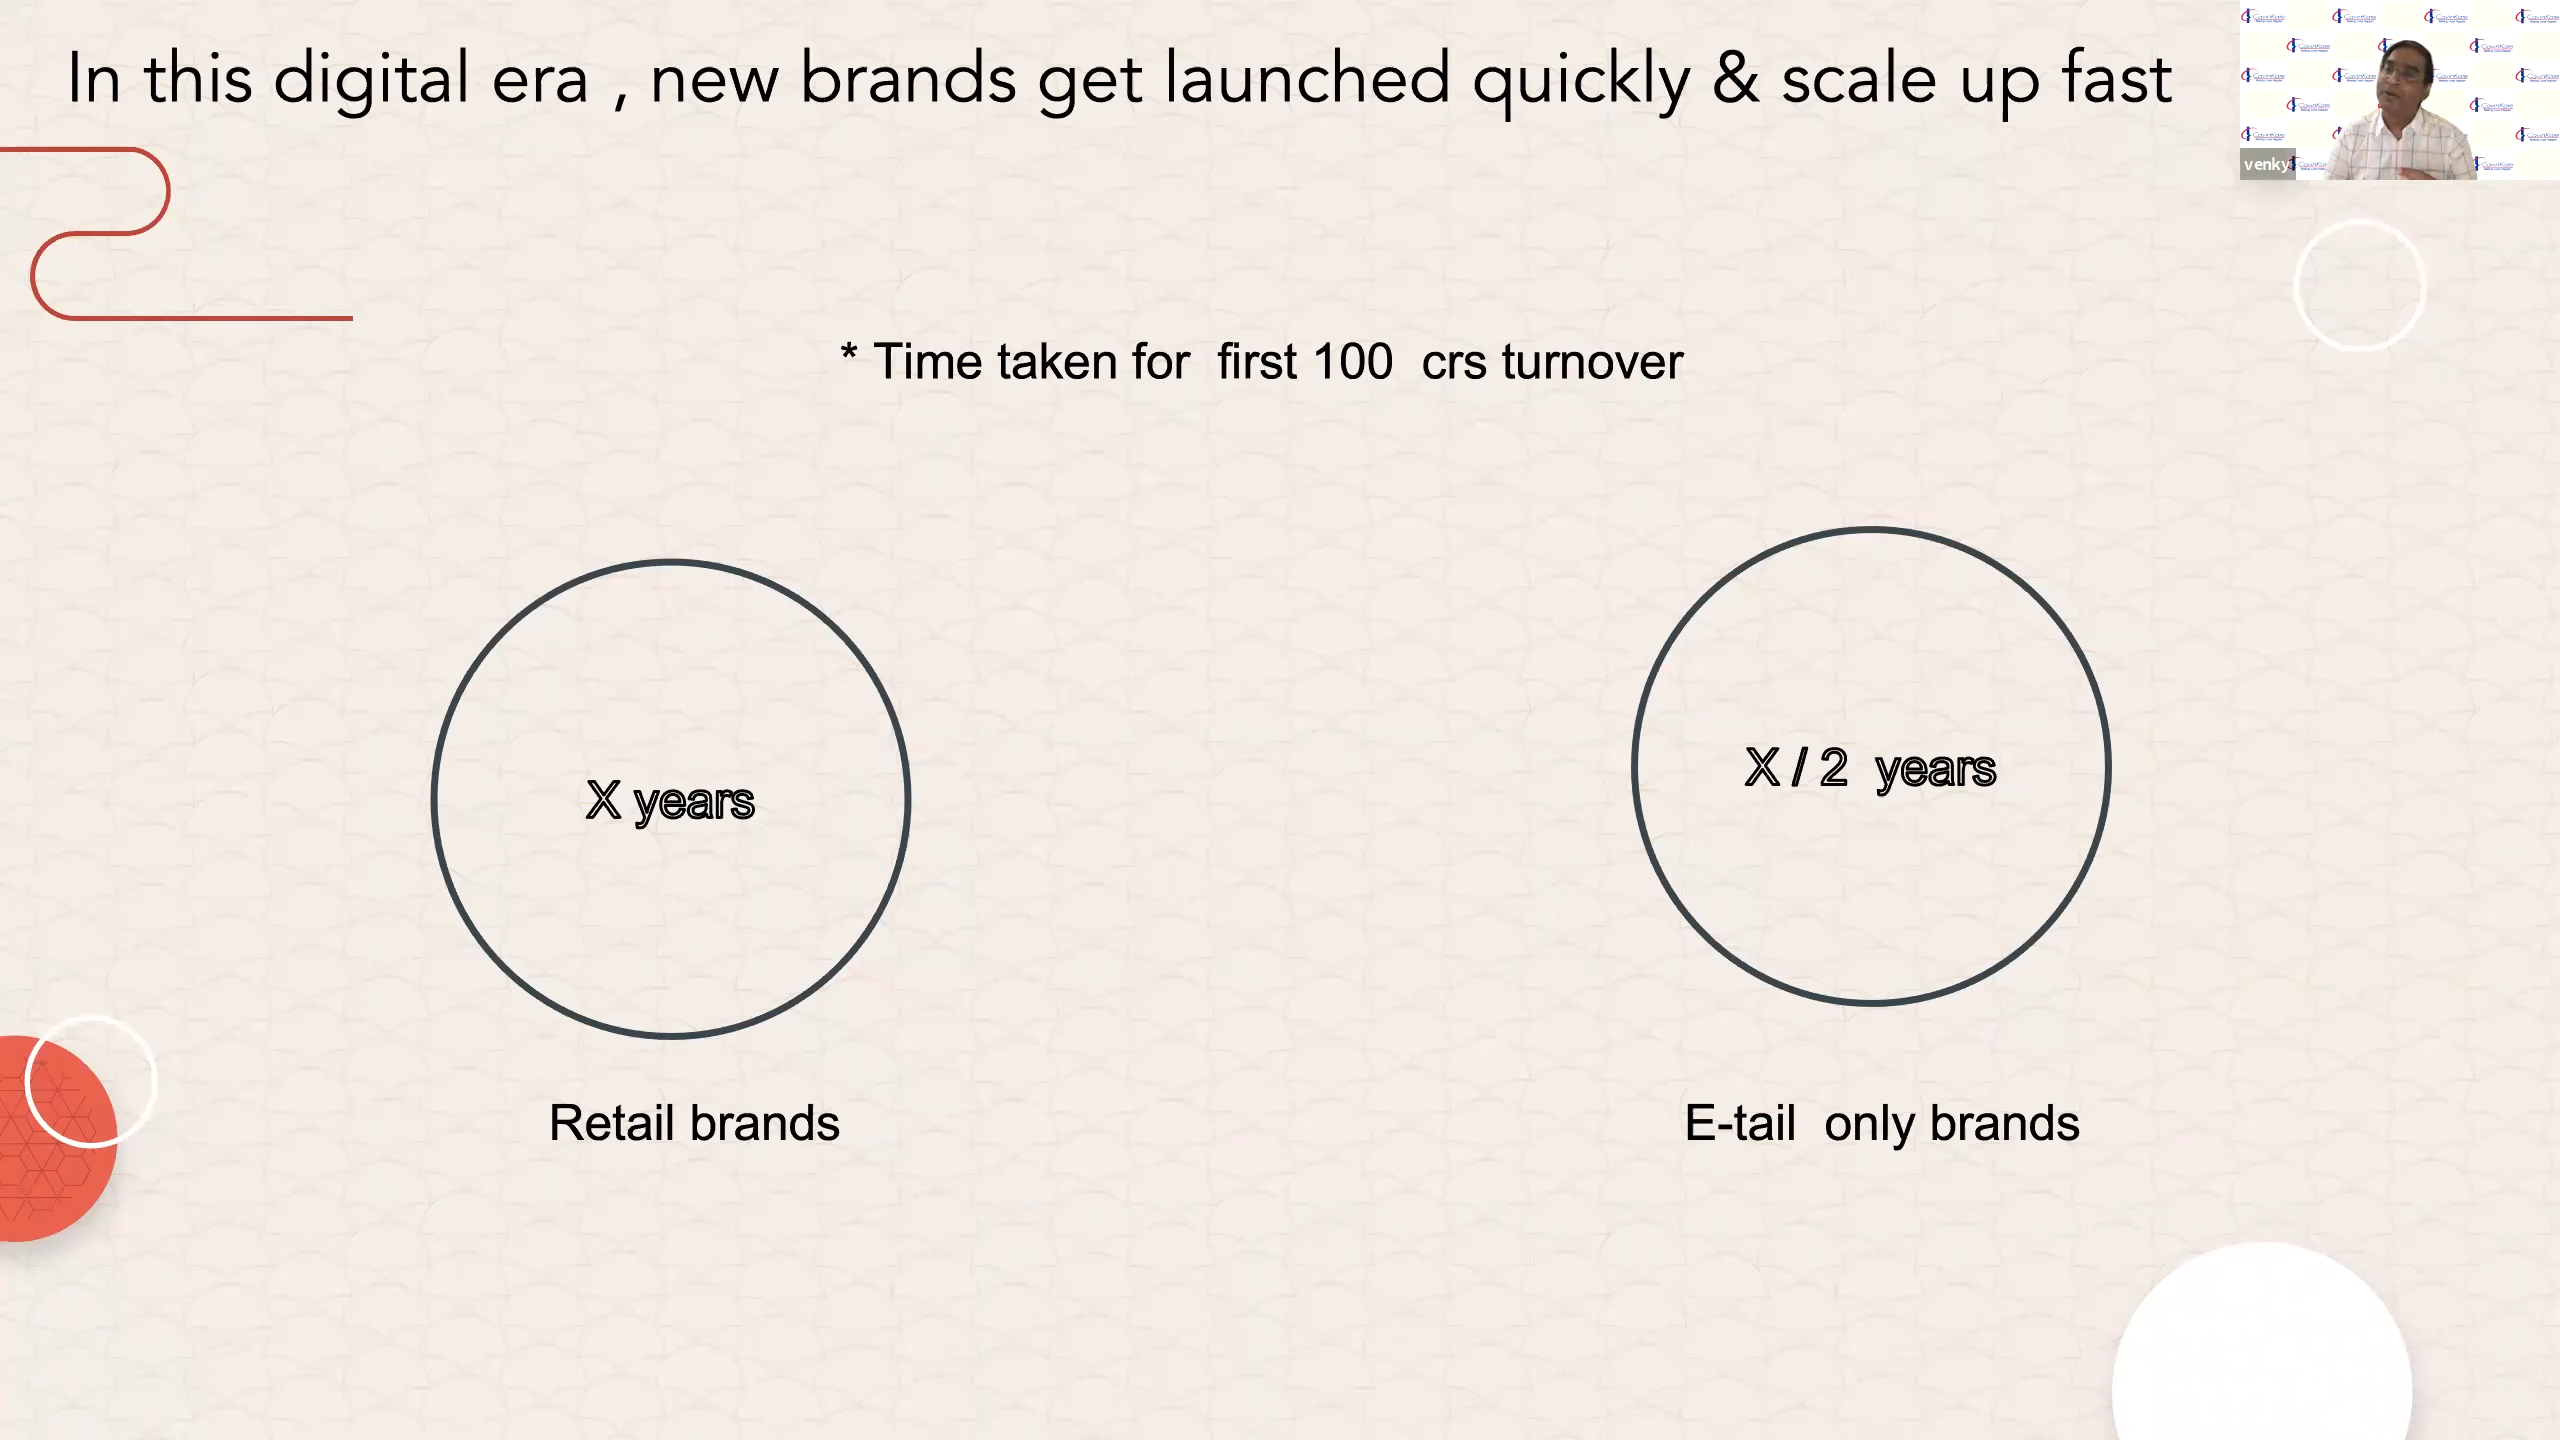 In this digital era , new brands get launched quickly & scale up fast
venky
CavinKare
* Time taken for first 100 crs turnover
X years
X / 2 years
Retail brands
E-tail only brands